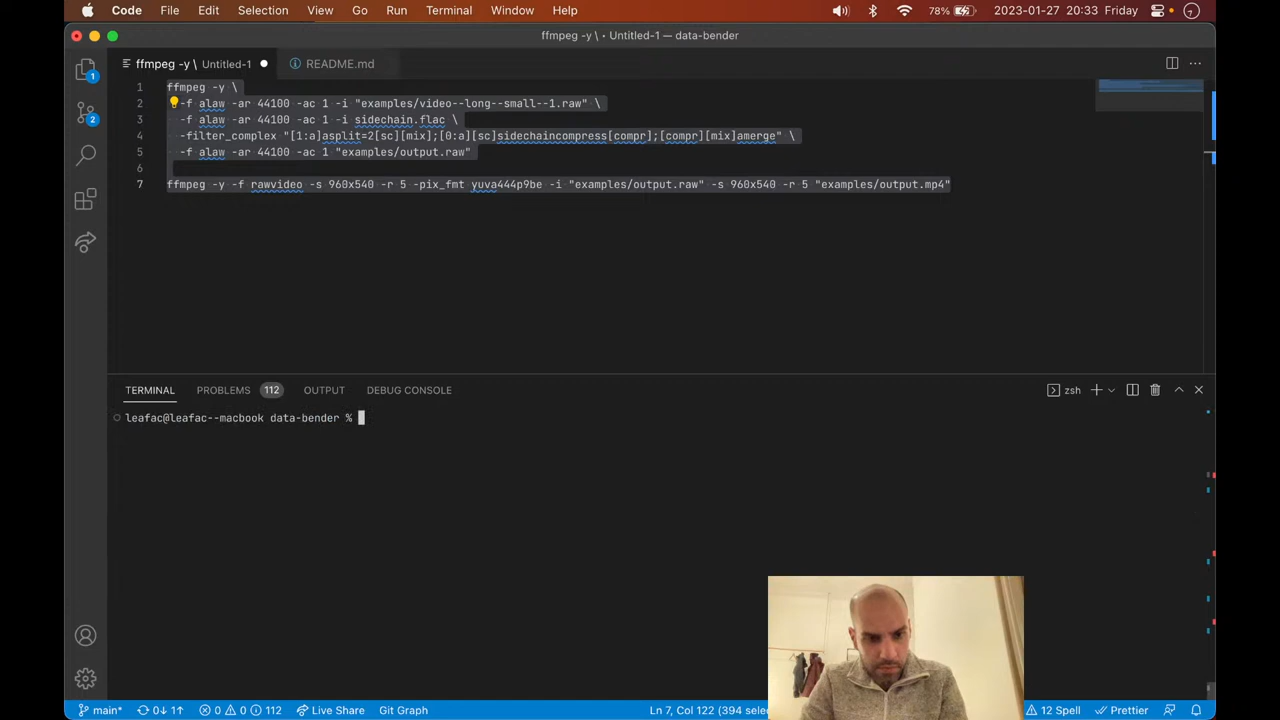 Code File Edit Selection View Go Run Terminal Window Help 78% 2023-01-27 20:33 Friday
ffmpeg -y \ • Untitled-1 — data-bender
ffmpeg -y \ Untitled-1 README.md
1 ffmpeg -y \
2 -f alaw -ar 44100 -ac 1 -i "examples/video--long--small--1.raw" \
3 -f alaw -ar 44100 -ac 1 -i sidechain.flac \
4 -filter_complex "[1:a]asplit=2[sc][mix];[0:a][sc]sidechaincompress[compr];[compr][mix]amerge" \
5 -f alaw -ar 44100 -ac 1 "examples/output.raw"
6
7 ffmpeg -y -f rawvideo -s 960x540 -r 5 -pix_fmt yuva444p9be -i "examples/output.raw" -s 960x540 -r 5 "examples/output.mp4"
1
2
TERMINAL PROBLEMS 112 OUTPUT DEBUG CONSOLE zsh
leafac@leafac--macbook data-bender %
main* 0↓ 1↑ 0 0 112 Live Share Git Graph Ln 7, Col 122 (394 selec 12 Spell Prettier